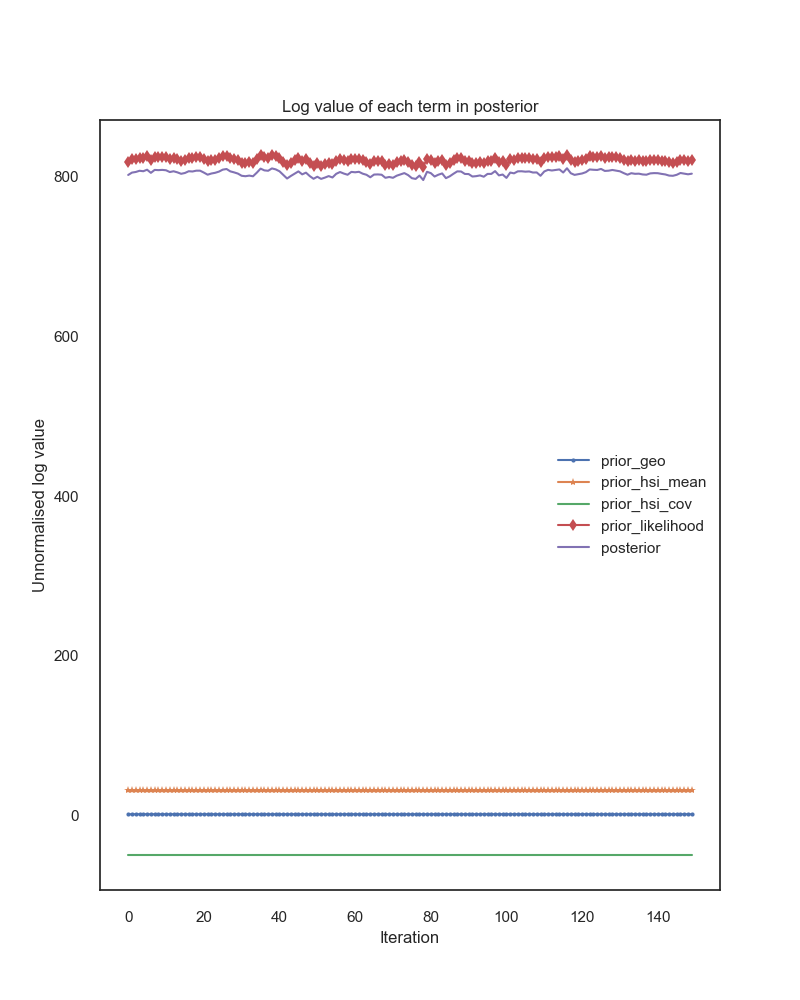 Log value of each term in posterior
Unnormalised log value
800
600
400
200
0
prior_geo
prior_hsi_mean
prior_hsi_cov
prior_likelihood
posterior
0 20 40 60 80 100 120 140
Iteration